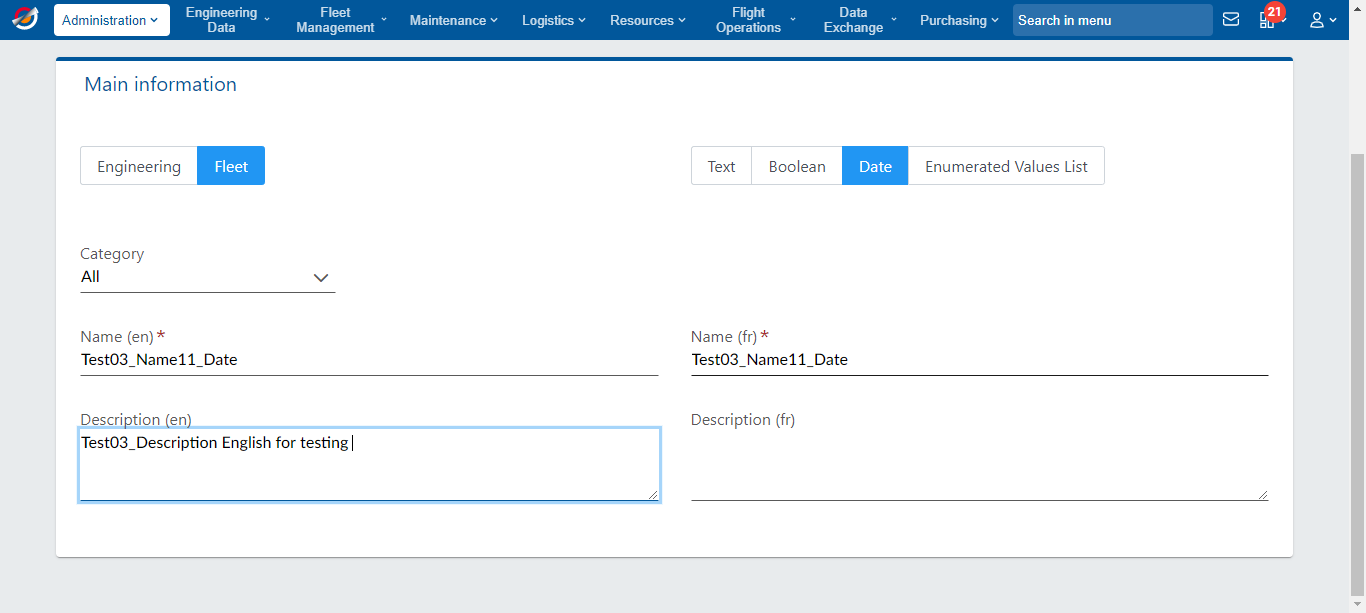 Administration
Engineering Data
Fleet Management
Maintenance
Logistics
Resources
Flight Operations
Data Exchange
Purchasing
Search in menu
21
Main information
Engineering Fleet
Text Boolean Date Enumerated Values List
Category
All
Name (en) *
Test03_Name11_Date
Name (fr) *
Test03_Name11_Date
Description (en)
Test03_Description English for testing
Description (fr)